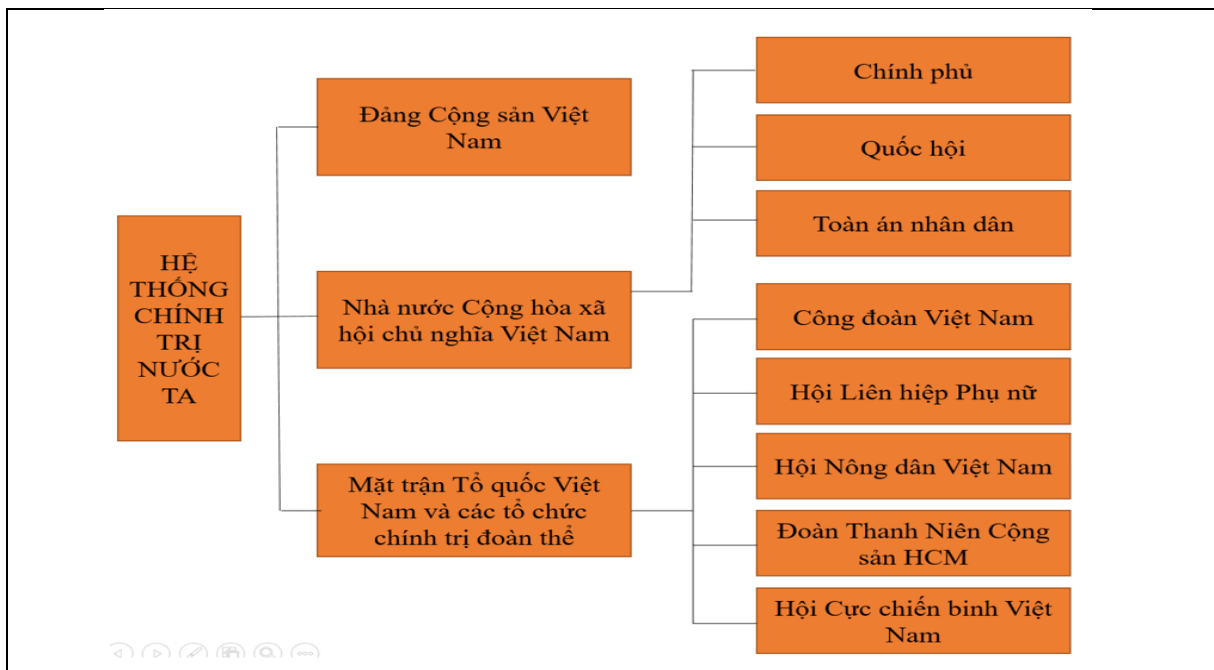 HỆ
THỐNG
CHÍNH
TRỊ
NƯỚC
TA
Đảng Cộng sản Việt
Nam
Nhà nước Cộng hòa xã
hội chủ nghĩa Việt Nam
Mặt trận Tổ quốc Việt
Nam và các tổ chức
chính trị đoàn thể
Chính phủ
Quốc hội
Toàn án nhân dân
Công đoàn Việt Nam
Hội Liên hiệp Phụ nữ
Hội Nông dân Việt Nam
Đoàn Thanh Niên Cộng
sản HCM
Hội Cực chiến binh Việt
Nam